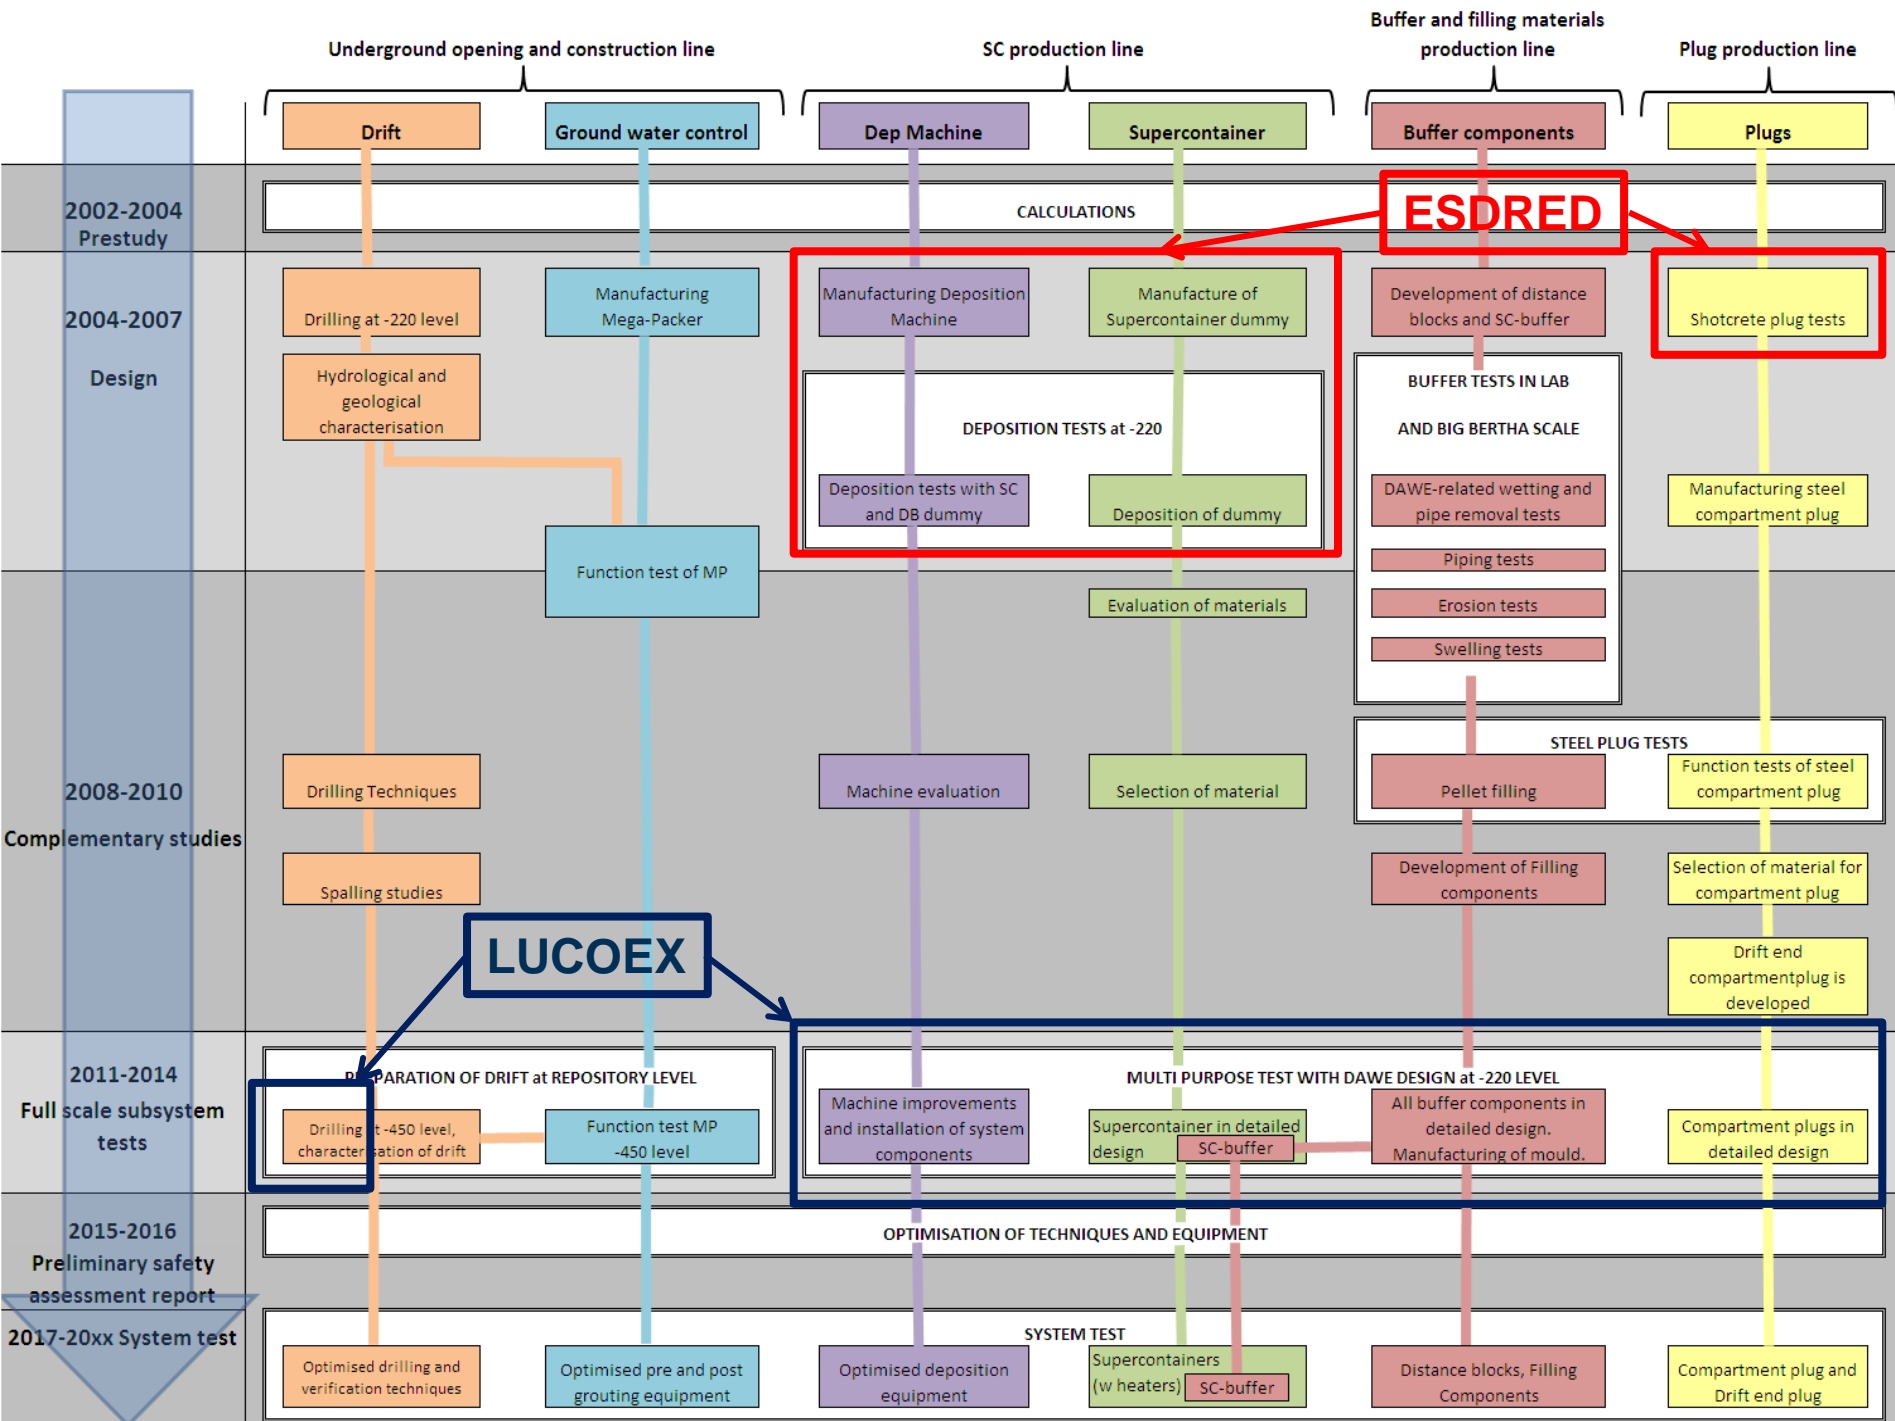 Underground opening and construction line
SC production line
Buffer and filling materials
production line
Plug production line
Drift
Ground water control
Dep Machine
Supercontainer
Buffer components
Plugs
2002-2004
Prestudy
CALCULATIONS
ESDRED
2004-2007
Design
Drilling at -220 level
Manufacturing
Mega-Packer
Manufacturing Deposition
Machine
Manufacture of
Supercontainer dummy
Development of distance
blocks and SC-buffer
Shotcrete plug tests
Hydrological and
geological
characterisation
DEPOSITION TESTS at -220
BUFFER TESTS IN LAB
AND BIG BERTHA SCALE
Deposition tests with SC
and DB dummy
Deposition of dummy
DAWE-related wetting and
pipe removal tests
Manufacturing steel
compartment plug
Function test of MP
Piping tests
Evaluation of materials
Erosion tests
Swelling tests
2008-2010
Complementary studies
STEEL PLUG TESTS
Drilling Techniques
Machine evaluation
Selection of material
Pellet filling
Function tests of steel
compartment plug
Spalling studies
Development of Filling
components
Selection of material for
compartment plug
LUCOEX
Drift end
compartmentplug is
developed
2011-2014
Full scale subsystem
tests
PREPARATION OF DRIFT at REPOSITORY LEVEL
MULTI PURPOSE TEST WITH DAWE DESIGN at -220 LEVEL
Drilling at -450 level,
characterisation of drift
Function test MP
-450 level
Machine improvements
and installation of system
components
Supercontainer in detailed
design
SC-buffer
All buffer components in
detailed design.
Manufacturing of mould.
Compartment plugs in
detailed design
2015-2016
Preliminary safety
assessment report
OPTIMISATION OF TECHNIQUES AND EQUIPMENT
2017-20xx System test
SYSTEM TEST
Optimised drilling and
verification techniques
Optimised pre and post
grouting equipment
Optimised deposition
equipment
Supercontainers
(w heaters)
SC-buffer
Distance blocks, Filling
Components
Compartment plug and
Drift end plug